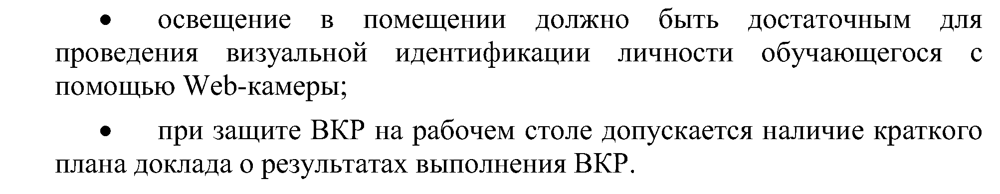 • освещение в помещении должно быть достаточным для
проведения визуальной идентификации личности обучающегося с
помощью Web-камеры;
• при защите ВКР на рабочем столе допускается наличие краткого
плана доклада о результатах выполнения ВКР.